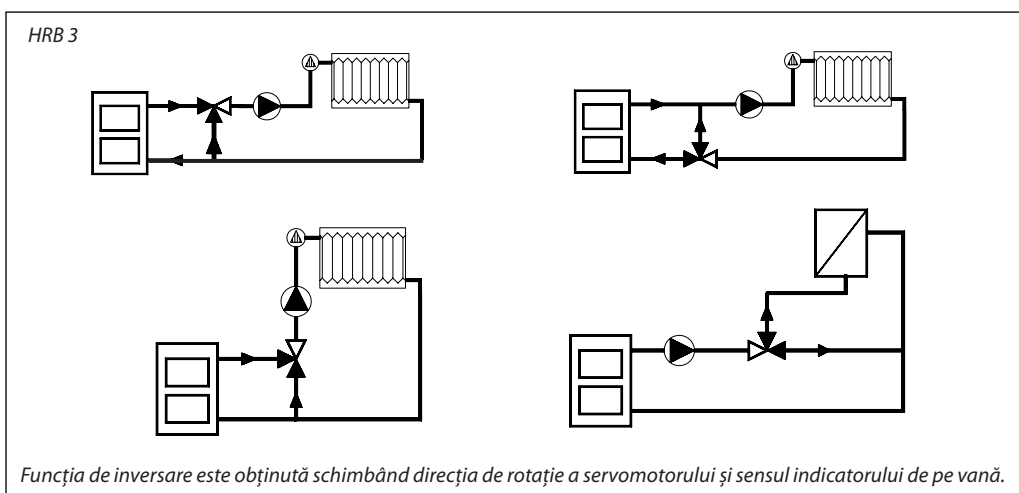 HRB 3
Funcția de inversare este obținută schimbând direcția de rotație a servomotorului și sensul indicatorului de pe vană.